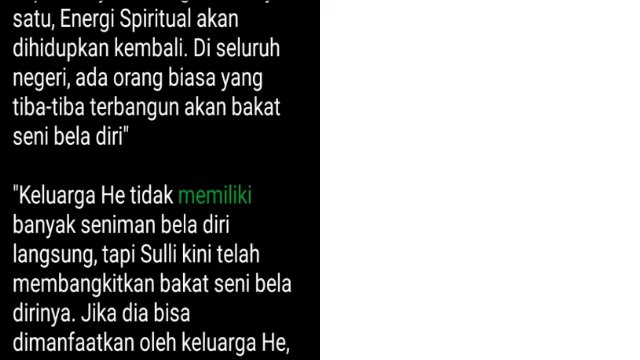 satu, Energi Spiritual akan
dihidupkan kembali. Di seluruh
negeri, ada orang biasa yang
tiba-tiba terbangun akan bakat
seni bela diri"
"Keluarga He tidak memiliki
banyak seniman bela diri
langsung, tapi Sulli kini telah
membangkitkan bakat seni bela
dirinya. Jika dia bisa
dimanfaatkan oleh keluarga He,